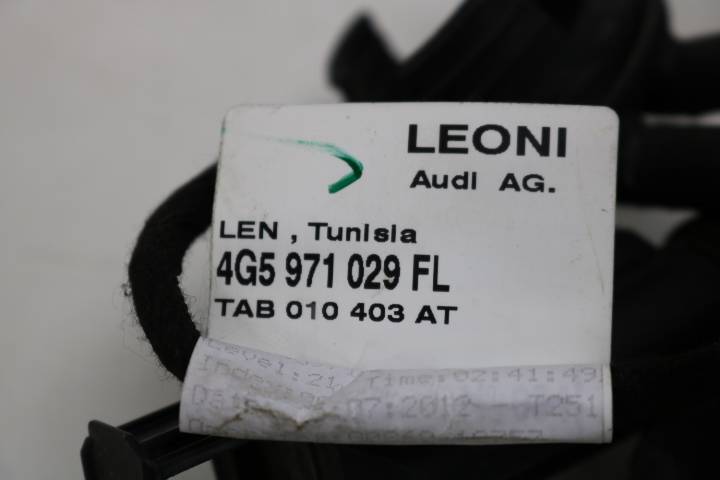 LEONI
Audi AG.
LEN , Tunisia
4G5 971 029 FL
TAB 010 403 AT
Level:21 Time:02:41:49
Index: 07:2012 T251